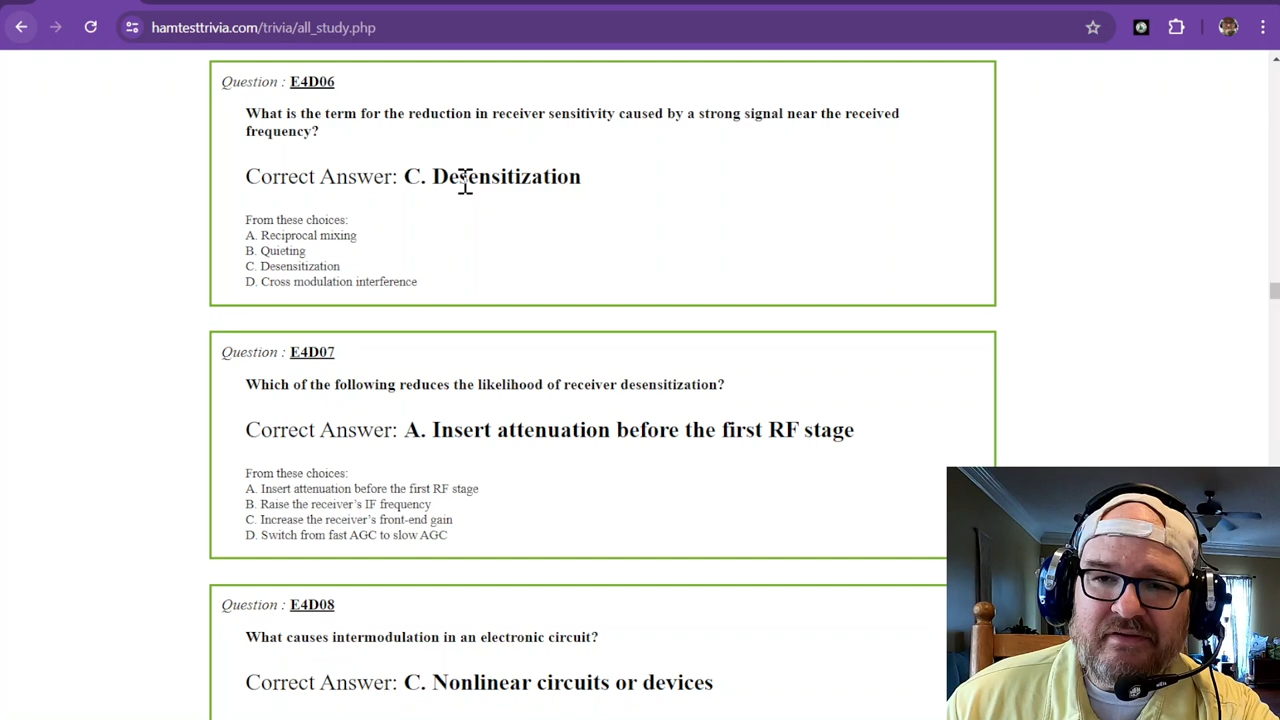 hamtesttrivia.com/trivia/all_study.php
Question : E4D06
What is the term for the reduction in receiver sensitivity caused by a strong signal near the received
frequency?
Correct Answer: C. Desensitization
From these choices:
A. Reciprocal mixing
B. Quieting
C. Desensitization
D. Cross modulation interference
Question : E4D07
Which of the following reduces the likelihood of receiver desensitization?
Correct Answer: A. Insert attenuation before the first RF stage
From these choices:
A. Insert attenuation before the first RF stage
B. Raise the receiver’s IF frequency
C. Increase the receiver’s front-end gain
D. Switch from fast AGC to slow AGC
Question : E4D08
What causes intermodulation in an electronic circuit?
Correct Answer: C. Nonlinear circuits or devices